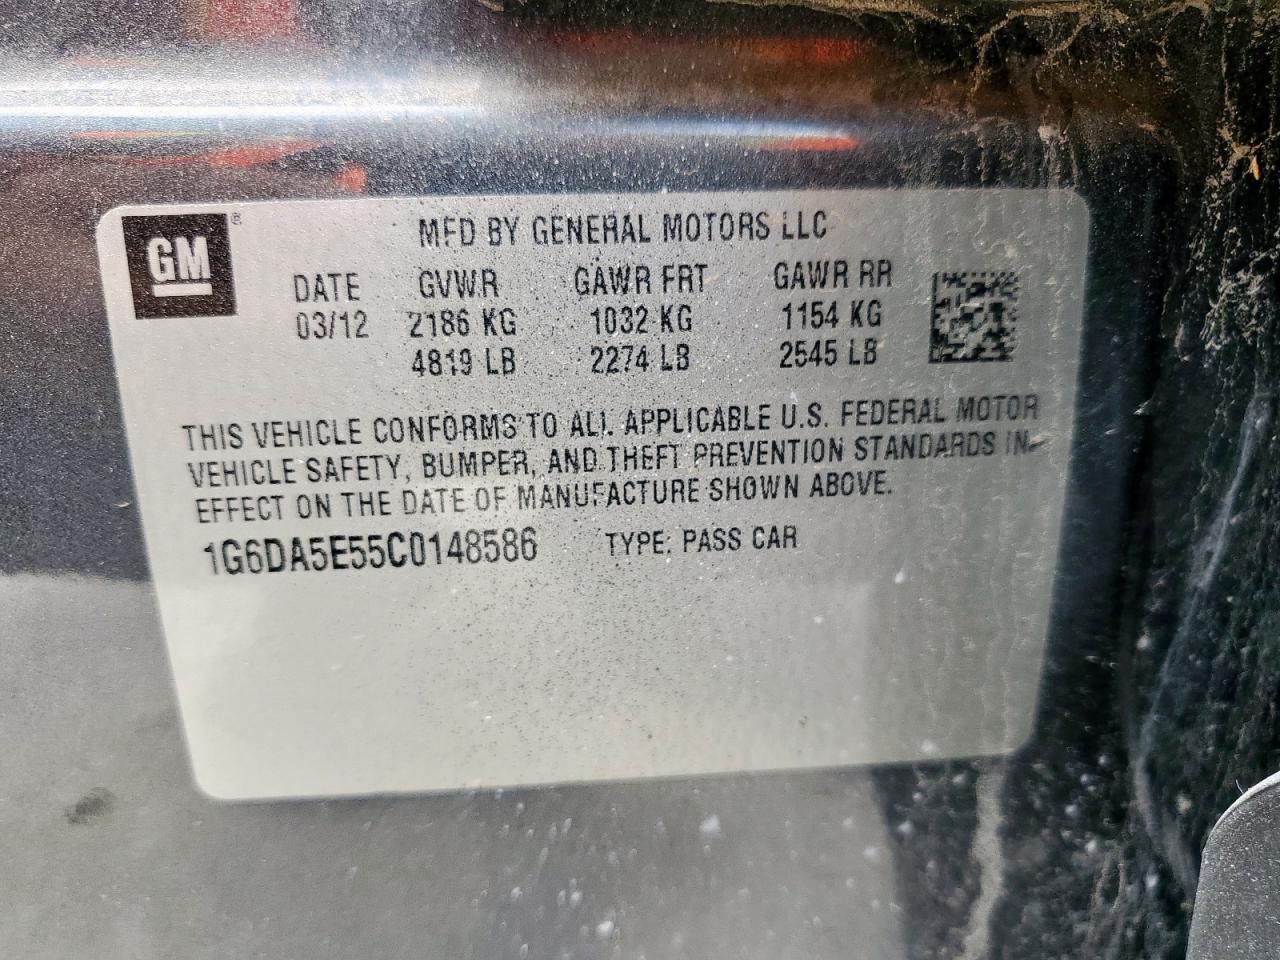 GM ® MFD BY GENERAL MOTORS LLC
DATE GVWR GAWR FRT GAWR RR
03/12 2186 KG 1032 KG 1154 KG
4819 LB 2274 LB 2545 LB
THIS VEHICLE CONFORMS TO ALL APPLICABLE U.S. FEDERAL MOTOR
VEHICLE SAFETY, BUMPER, AND THEFT PREVENTION STANDARDS IN
EFFECT ON THE DATE OF MANUFACTURE SHOWN ABOVE.
1G6DA5E55C0148586 TYPE: PASS CAR